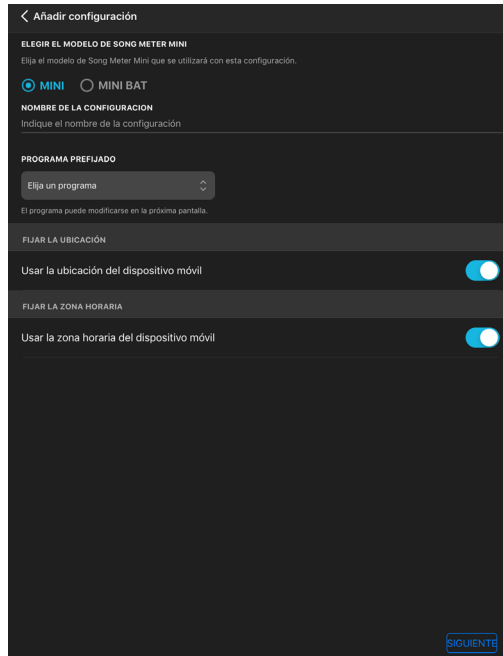 Añadir configuración
ELEGIR EL MODELO DE SONG METER MINI
Elija el modelo de Song Meter Mini que se utilizará con esta configuración.
MINI MINI BAT
NOMBRE DE LA CONFIGURACION
Indique el nombre de la configuración
PROGRAMA PREFIJADO
Elija un programa
El programa puede modificarse en la próxima pantalla.
FIJAR LA UBICACIÓN
Usar la ubicación del dispositivo móvil
FIJAR LA ZONA HORARIA
Usar la zona horaria del dispositivo móvil
SIGUIENTE